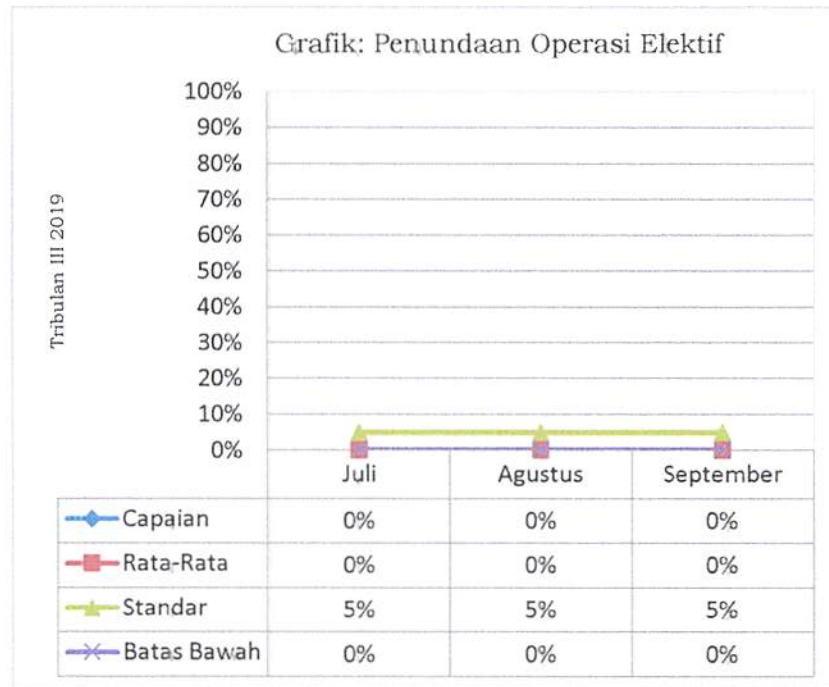 Grafik: Penundaan Operasi Elektif
Tribulan III 2019
100%
90%
80%
70%
60%
50%
40%
30%
20%
10%
0%
Juli Agustus September
Capaian 0% 0% 0%
Rata-Rata 0% 0% 0%
Standar 5% 5% 5%
Batas Bawah 0% 0% 0%